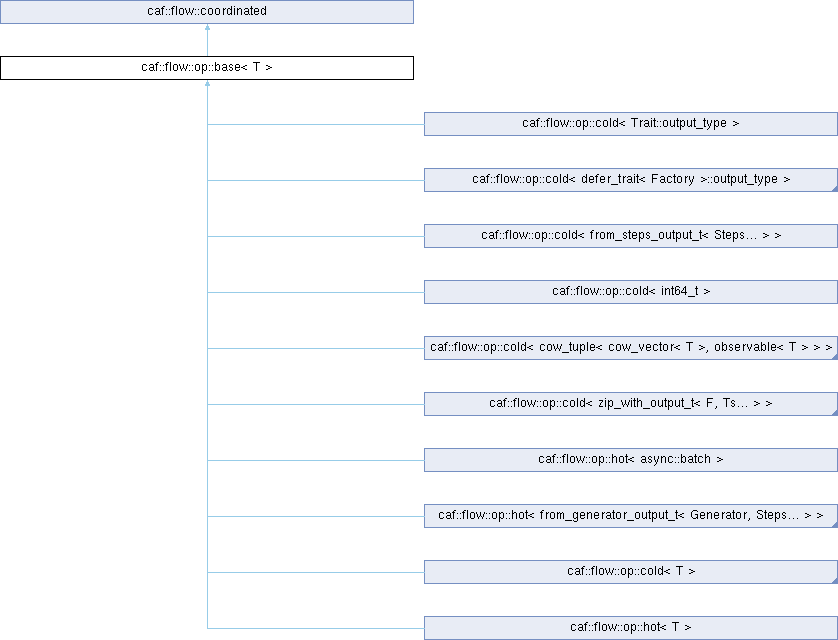 caf::flow::coordinated
caf::flow::op::base< T >
caf::flow::op::cold< Trait::output_type >
caf::flow::op::cold< defer_trait< Factory >::output_type >
caf::flow::op::cold< from_steps_output_t< Steps... > >
caf::flow::op::cold< int64_t >
caf::flow::op::cold< cow_tuple< cow_vector< T >, observable< T > > >
caf::flow::op::cold< zip_with_output_t< F, Ts... > >
caf::flow::op::hot< async::batch >
caf::flow::op::hot< from_generator_output_t< Generator, Steps... > >
caf::flow::op::cold< T >
caf::flow::op::hot< T >